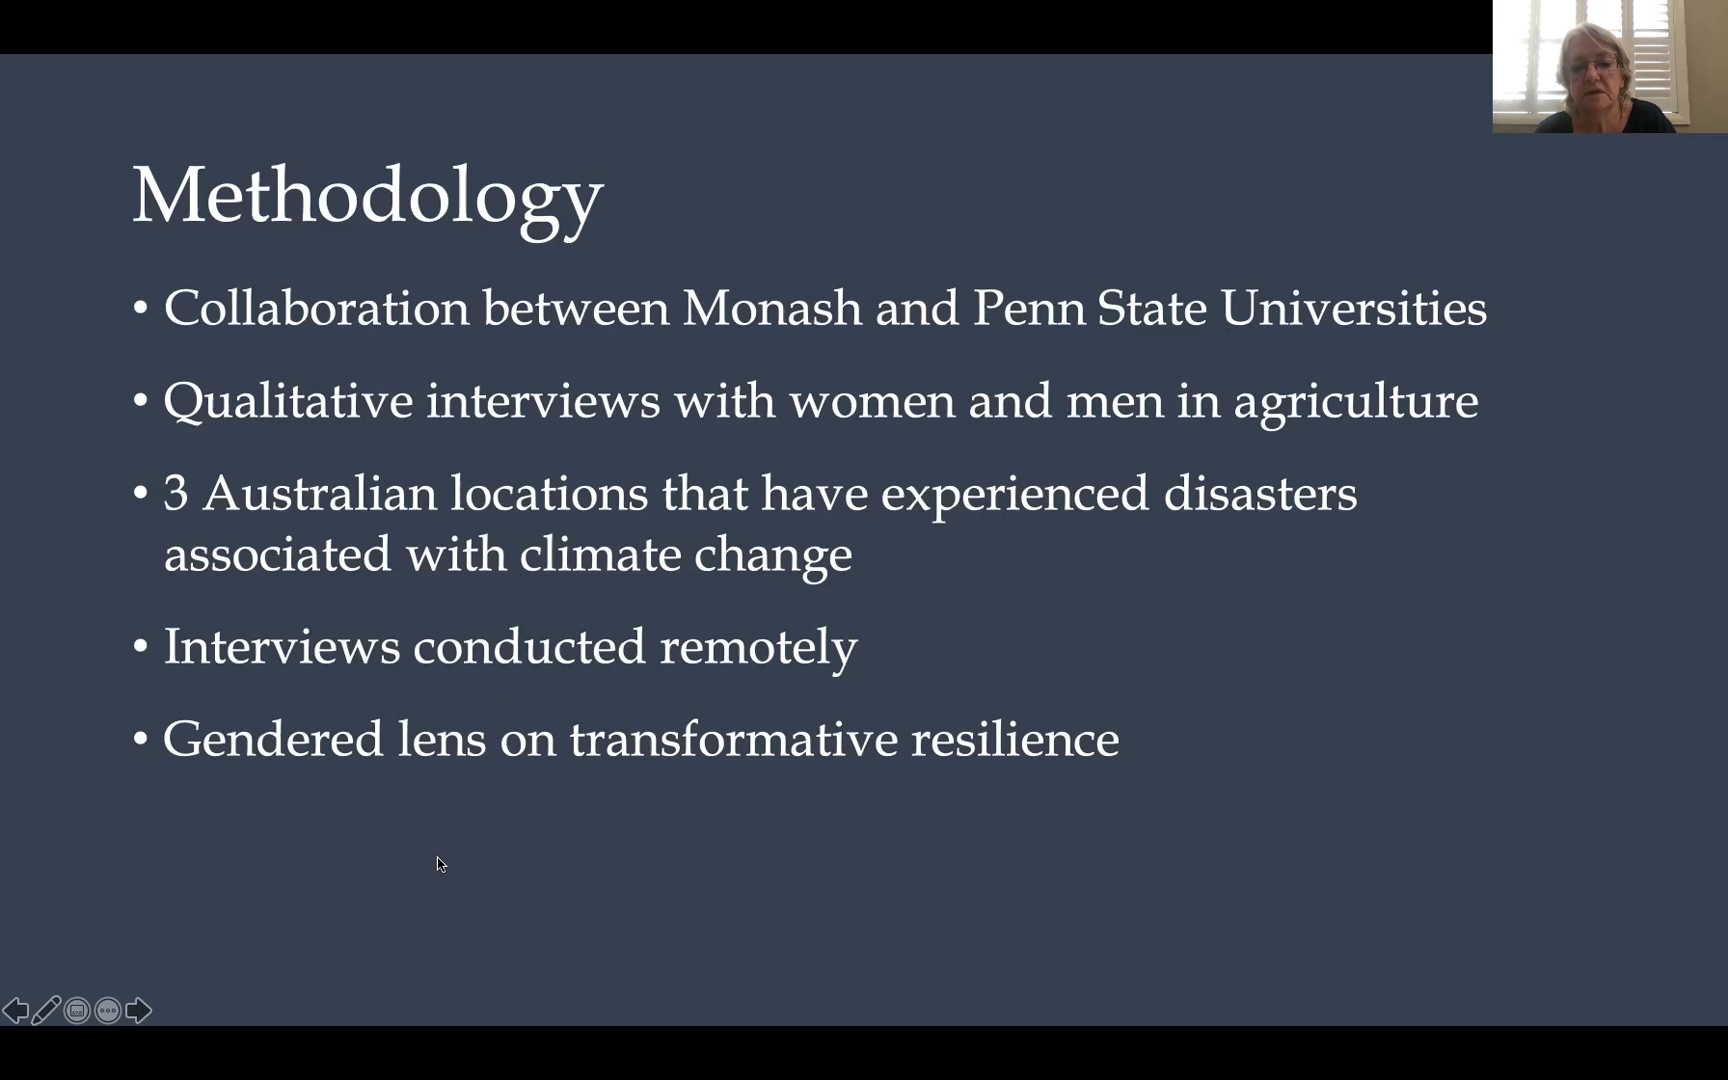 Methodology
• Collaboration between Monash and Penn State Universities
• Qualitative interviews with women and men in agriculture
• 3 Australian locations that have experienced disasters
associated with climate change
• Interviews conducted remotely
• Gendered lens on transformative resilience